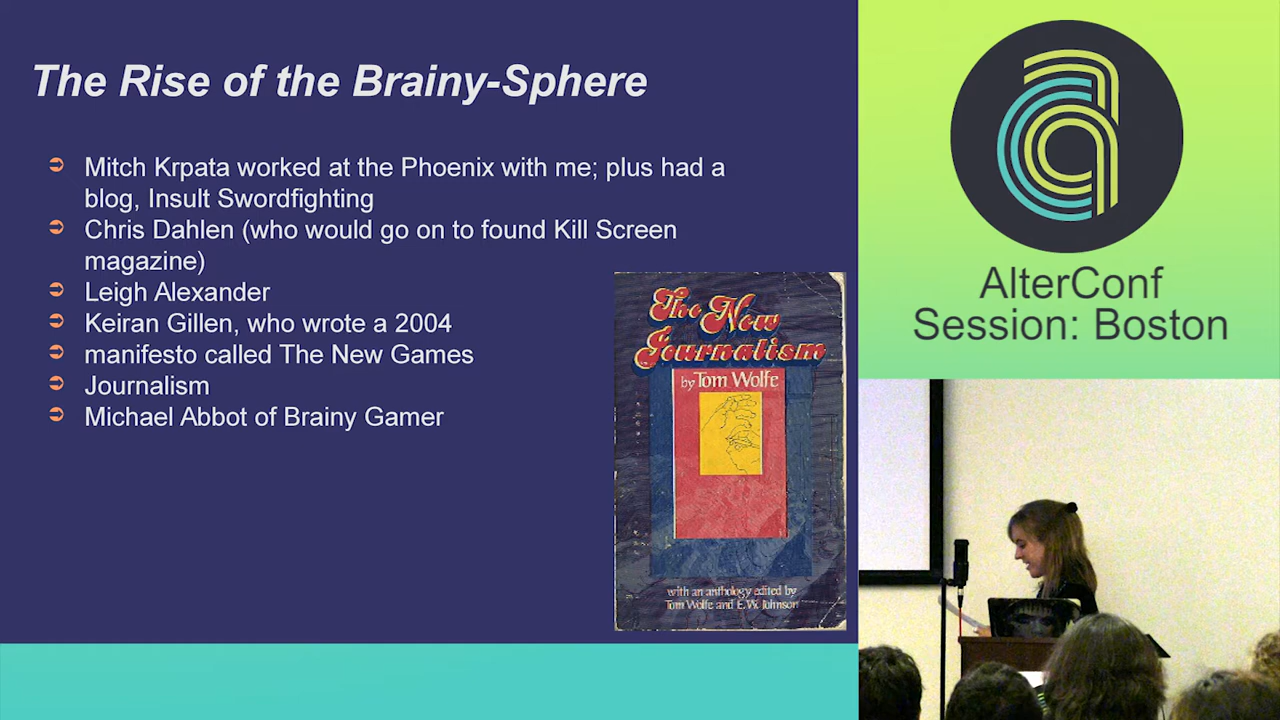 The Rise of the Brainy-Sphere
Mitch Krpata worked at the Phoenix with me; plus had a
blog, Insult Swordfighting
Chris Dahlen (who would go on to found Kill Screen
magazine)
Leigh Alexander
Keiran Gillen, who wrote a 2004
manifesto called The New Games
Journalism
Michael Abbot of Brainy Gamer
The New
Journalism
by Tom Wolfe
with an anthology edited by
Tom Wolfe and E.W. Johnson
AlterConf
Session: Boston